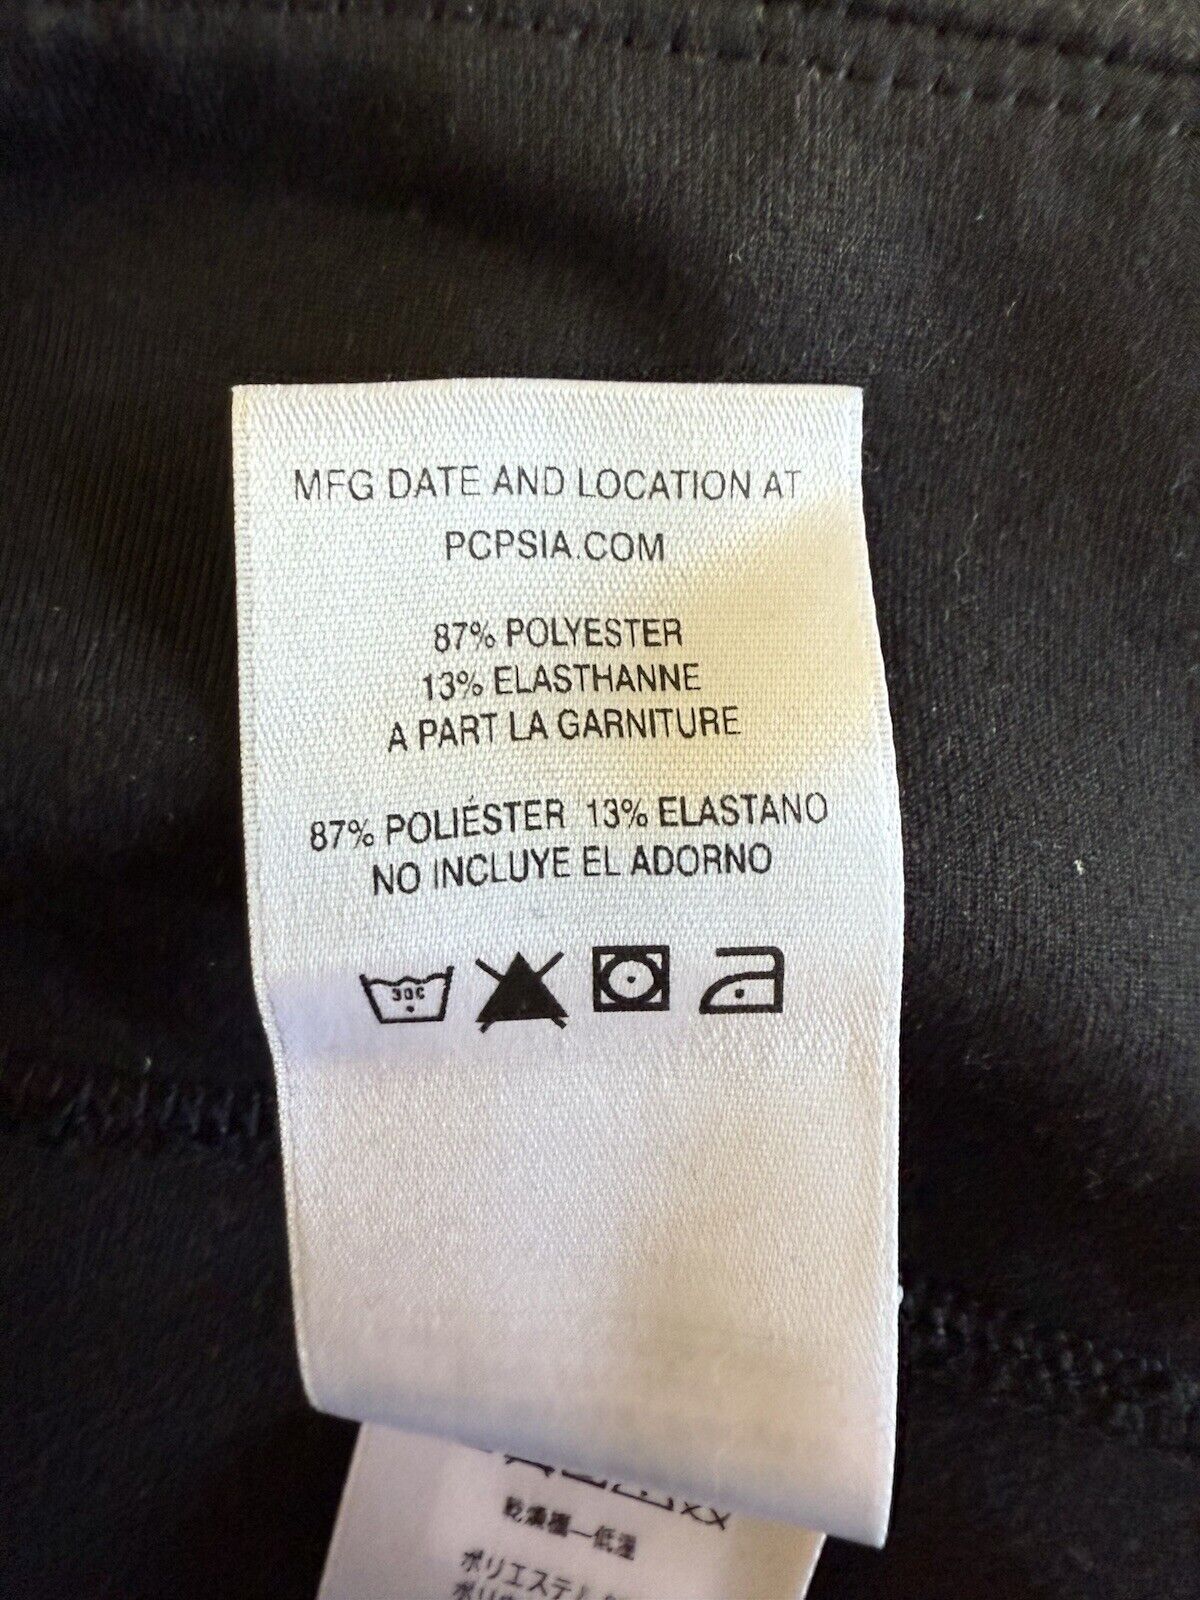 MFG DATE AND LOCATION AT
PCPSIA.COM
87% POLYESTER
13% ELASTHANNE
A PART LA GARNITURE
87% POLIÉSTER 13% ELASTANO
NO INCLUYE EL ADORNO
30C
乾燥機—低温
ポリエステル